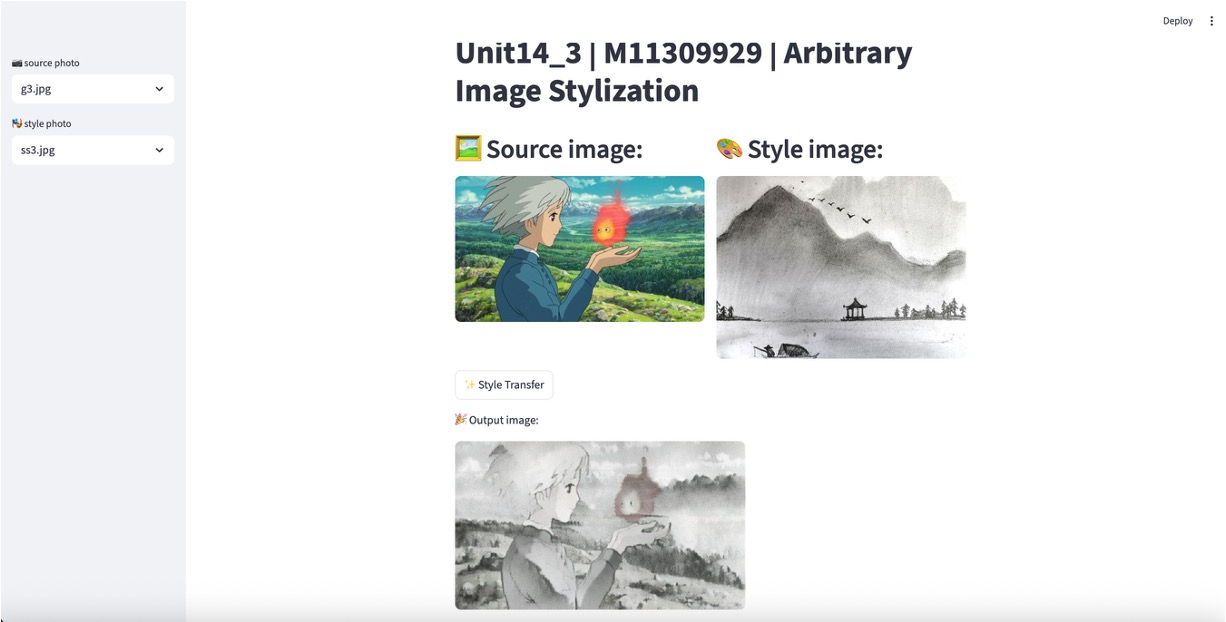 Deploy
📷 source photo
g3.jpg
🎨 style photo
ss3.jpg
Unit14_3 | M11309929 | Arbitrary
Image Stylization
🖼️ Source image:
🎨 Style image:
✨ Style Transfer
🎉 Output image: